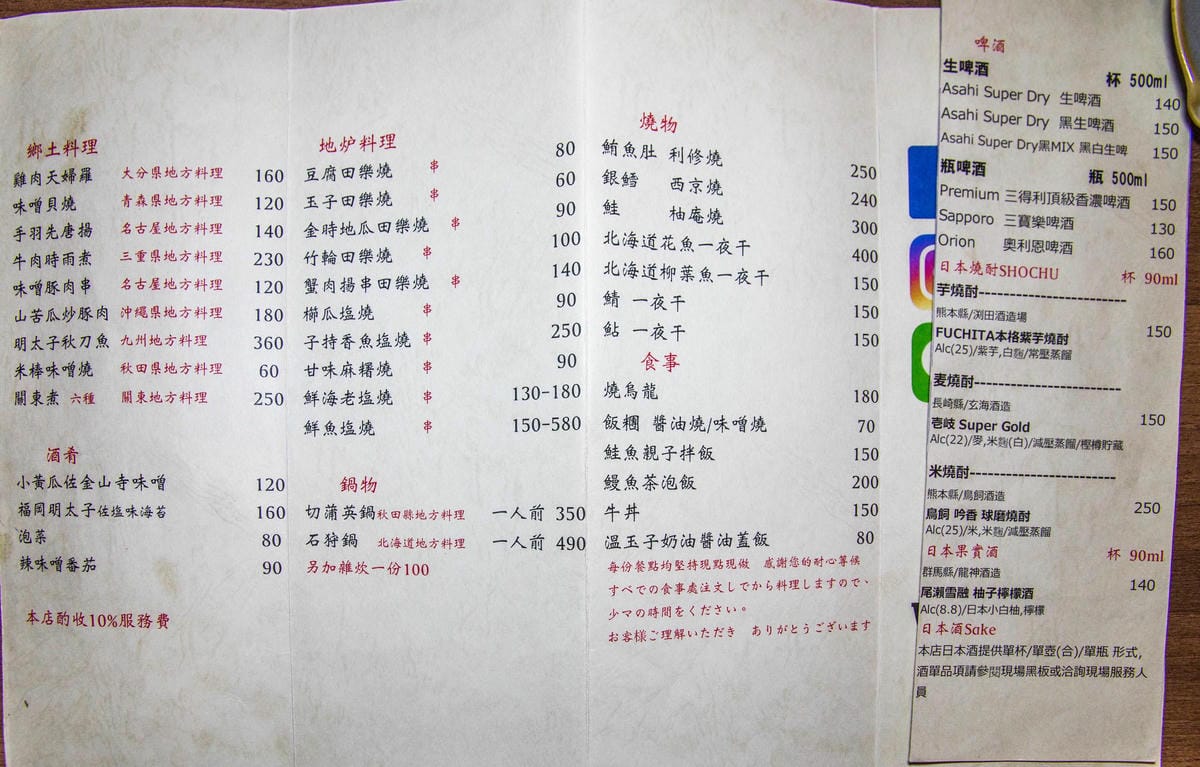 鄉土料理
雞肉天婦羅 大分県地方料理 160
味噌貝燒 青森県地方料理 120
手羽先唐揚 名古屋地方料理 140
牛肉時雨煮 三重県地方料理 230
味噌豚肉串 名古屋地方料理 120
山苦瓜炒豚肉 沖繩県地方料理 180
明太子秋刀魚 九州地方料理 360
米棒味噌燒 秋田県地方料理 60
關東煮 六種 關東地方料理 250
酒肴
小黃瓜佐金山寺味噌 120
福岡明太子佐塩味海苔 160
泡菜 80
辣味噌番茄 90
本店酌收10%服務費
地炉料理
豆腐田樂燒 串 80
玉子田樂燒 串 60
金時地瓜田樂燒 串 90
竹輪田樂燒 串 100
蟹肉揚串田樂燒 串 140
櫛瓜塩燒 串 90
子持香魚塩燒 串 250
甘味麻糬燒 串 90
鮮海老塩燒 串 130-180
鮮魚塩燒 串 150-580
鍋物
切蒲英鍋秋田縣地方料理 一人前 350
石狩鍋 北海道地方料理 一人前 490
另加雜炊一份100
燒物
鮪魚肚 利修燒 250
銀鱈 西京燒 240
鮭 柚庵燒 300
北海道花魚一夜干 400
北海道柳葉魚一夜干 150
鯖 一夜干 150
鮎 一夜干 150
食事
燒烏龍 180
飯糰 醬油燒/味噌燒 70
鮭魚親子拌飯 150
鰻魚茶泡飯 200
牛丼 150
溫玉子奶油醬油蓋飯 80
每份餐點均堅持現點現做 感謝您的耐心等候
すべての食事處注文してから料理しますので、
少マの時間をください。
お客様ご理解いただき ありがとうございます
啤酒
生啤酒 杯 500ml
Asahi Super Dry 生啤酒 140
Asahi Super Dry 黑生啤酒 150
Asahi Super Dry黑MIX 黑白生啤 150
瓶啤酒 瓶 500ml
Premium 三得利頂級香濃啤酒 150
Sapporo 三寶樂啤酒 130
Orion 奧利恩啤酒 160
日本燒酎SHOCHU 杯 90ml
芋燒酎-------------------------
熊本縣/渕田酒造場
FUCHITA本格紫芋燒酎 150
Alc(25)/紫芋,白麴/常壓蒸餾
麦燒酎-------------------------
長崎縣/玄海酒造
壱岐 Super Gold 150
Alc(22)/麥,米麴(白)/減壓蒸餾/樫樽貯藏
米燒酎-------------------------
熊本縣/鳥飼酒造
鳥飼 吟香 球磨燒酎 250
Alc(25)/米,米麴/減壓蒸餾
日本果實酒 杯 90ml
群馬縣/龍神酒造
尾瀨雪融 柚子檸檬酒 140
Alc(8.8)/日本小白柚,檸檬
日本酒Sake
本店日本酒提供單杯/單壺(合)/單瓶 形式,
酒單品項請參閱現場黑板或洽詢現場服務人
員